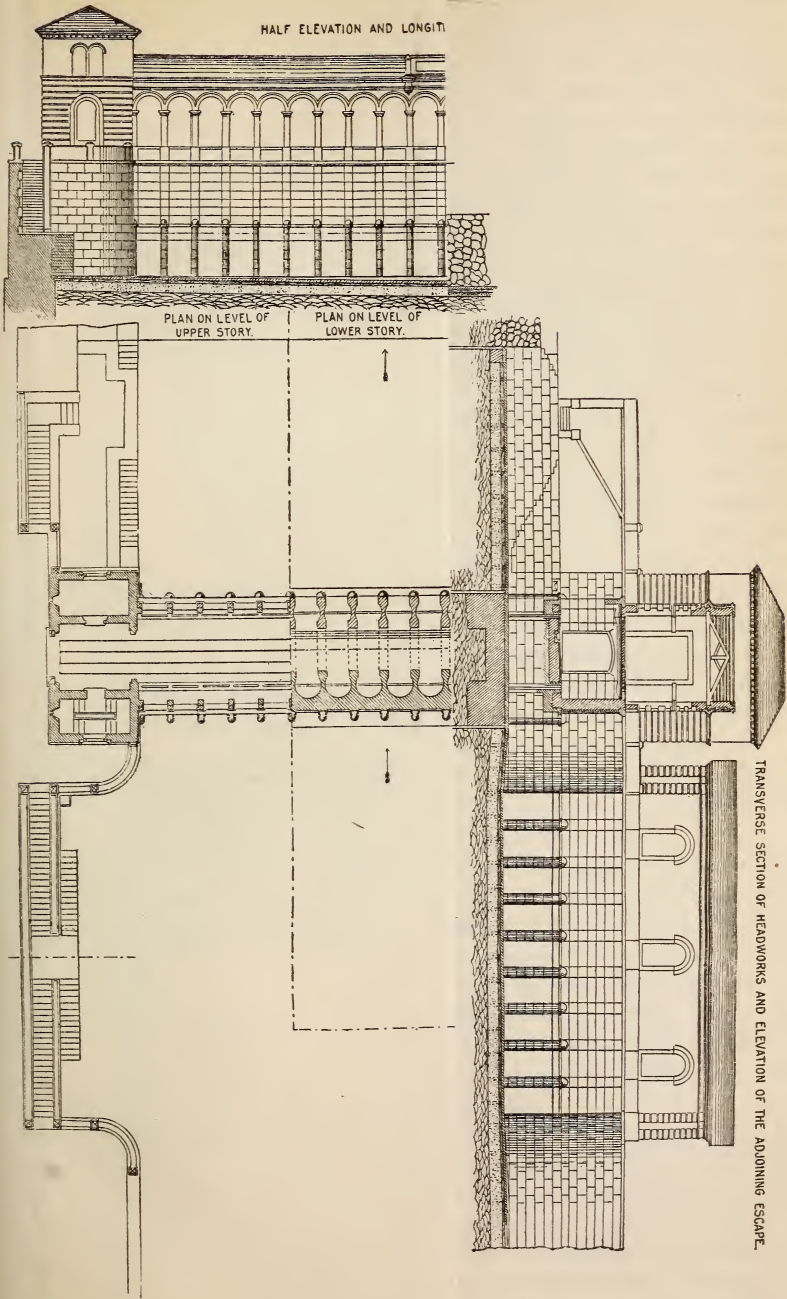 HALF ELEVATION AND
PLAN ON LEVEL OF
UPPER STORY.
PLAN ON LEVEL OF
LOWER STORY.
TRANSVERSE SECTION OF HEADWORKS AND ELEVATION OF THE ADJOINING ESCAPE.